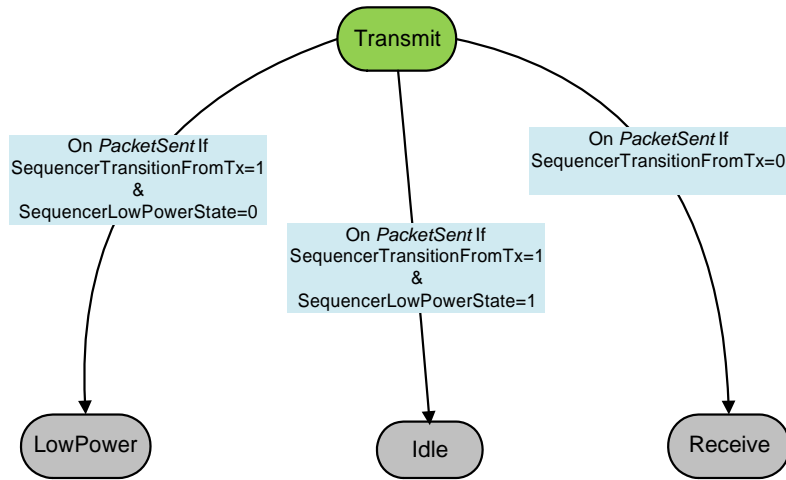 Transmit
On PacketSent If
SequencerTransitionFromTx=1
&
SequencerLowPowerState=0
On PacketSent If
SequencerTransitionFromTx=1
&
SequencerLowPowerState=1
On PacketSent If
SequencerTransitionFromTx=0
LowPower
Idle
Receive